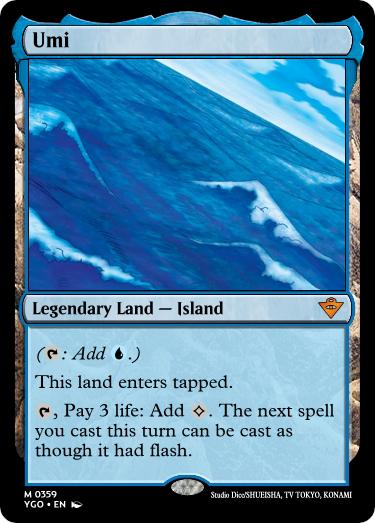 Umi
Legendary Land — Island
(: Add .)
This land enters tapped.
, Pay 3 life: Add . The next spell
you cast this turn can be cast as
though it had flash.
M 0359
YGO • EN
Studio Dice/SHUEISHA, TV TOKYO, KONAMI